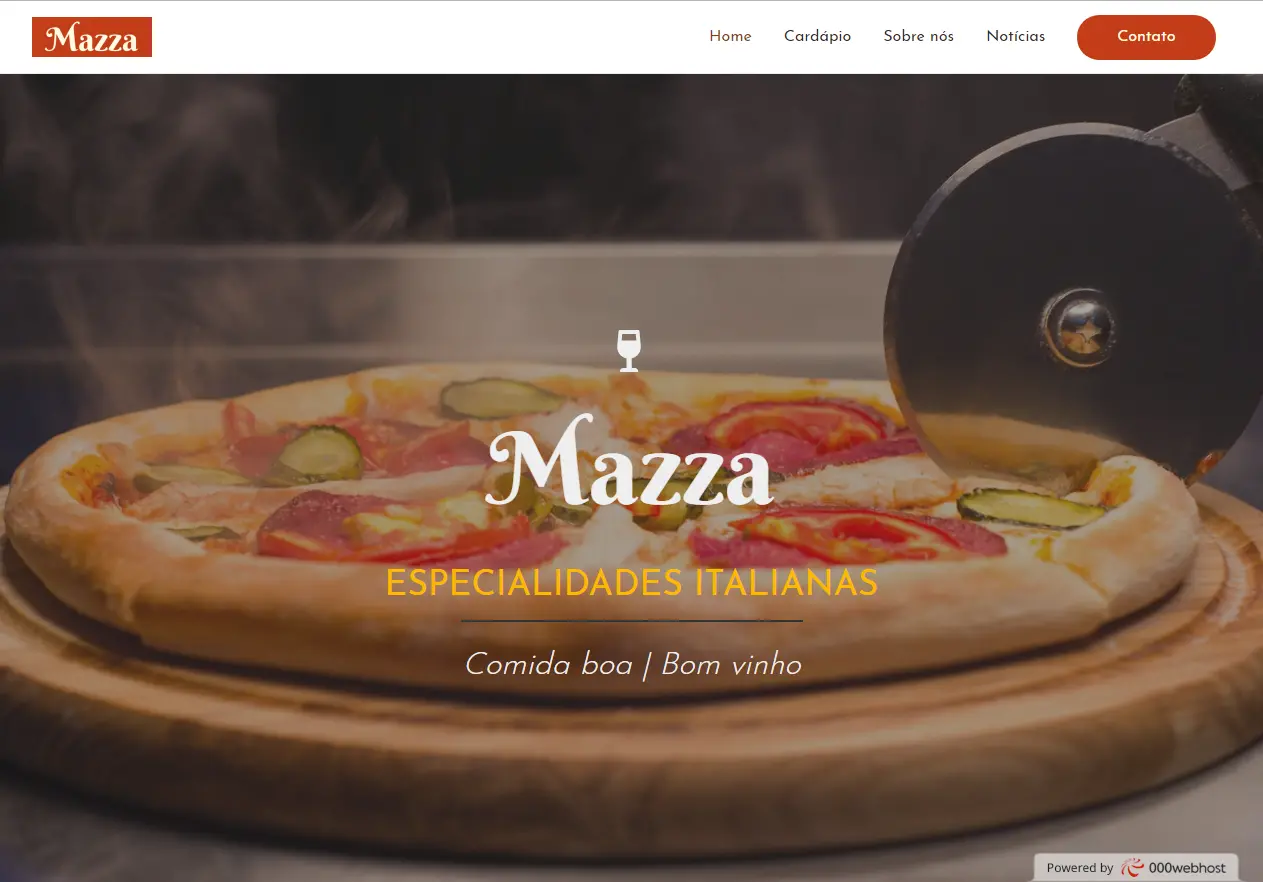 Mazza
Home Cardápio Sobre nós Notícias Contato
Mazza
ESPECIALIDADES ITALIANAS
Comida boa | Bom vinho
Powered by 000webhost